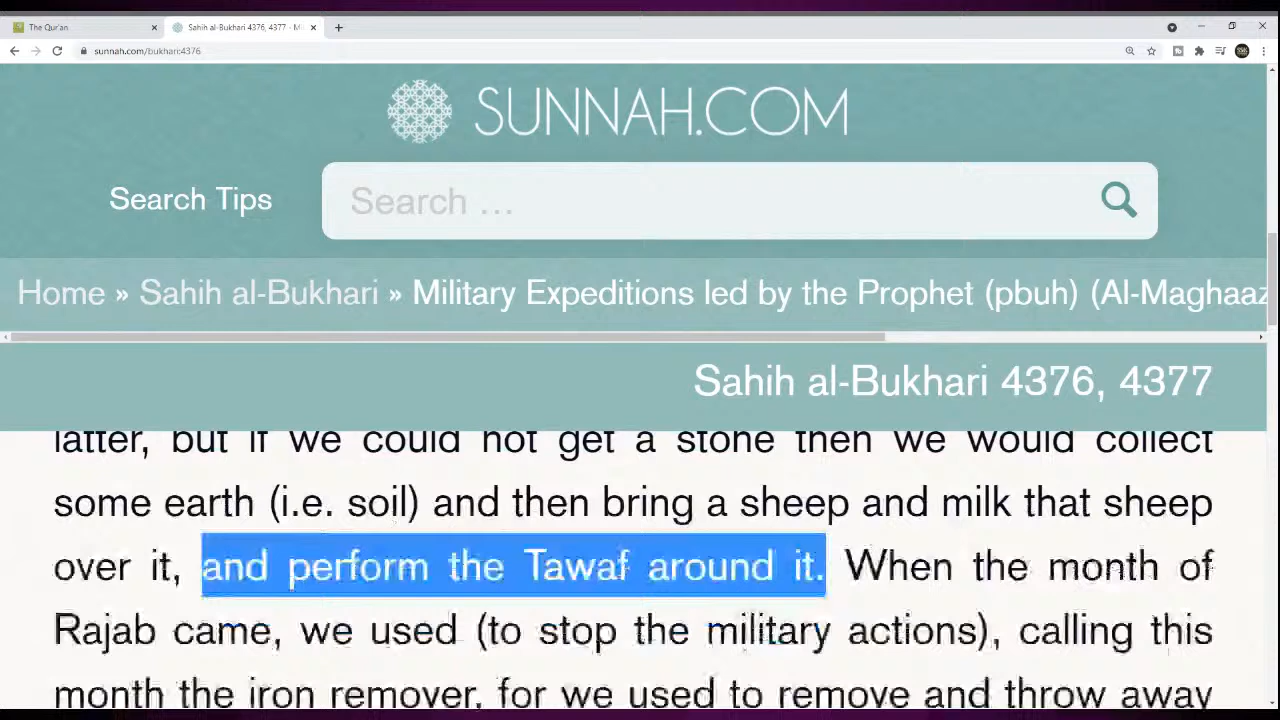 The Qur'an
Sahih al-Bukhari 4376, 4377 - M
sunnah.com/bukhari:4376
SUNNAH.COM
Search Tips
Search ...
Home » Sahih al-Bukhari » Military Expeditions led by the Prophet (pbuh) (Al-Maghaaz
Sahih al-Bukhari 4376, 4377
latter, but if we could not get a stone then we would collect
some earth (i.e. soil) and then bring a sheep and milk that sheep
over it, and perform the Tawaf around it. When the month of
Rajab came, we used (to stop the military actions), calling this
month the iron remover, for we used to remove and throw away